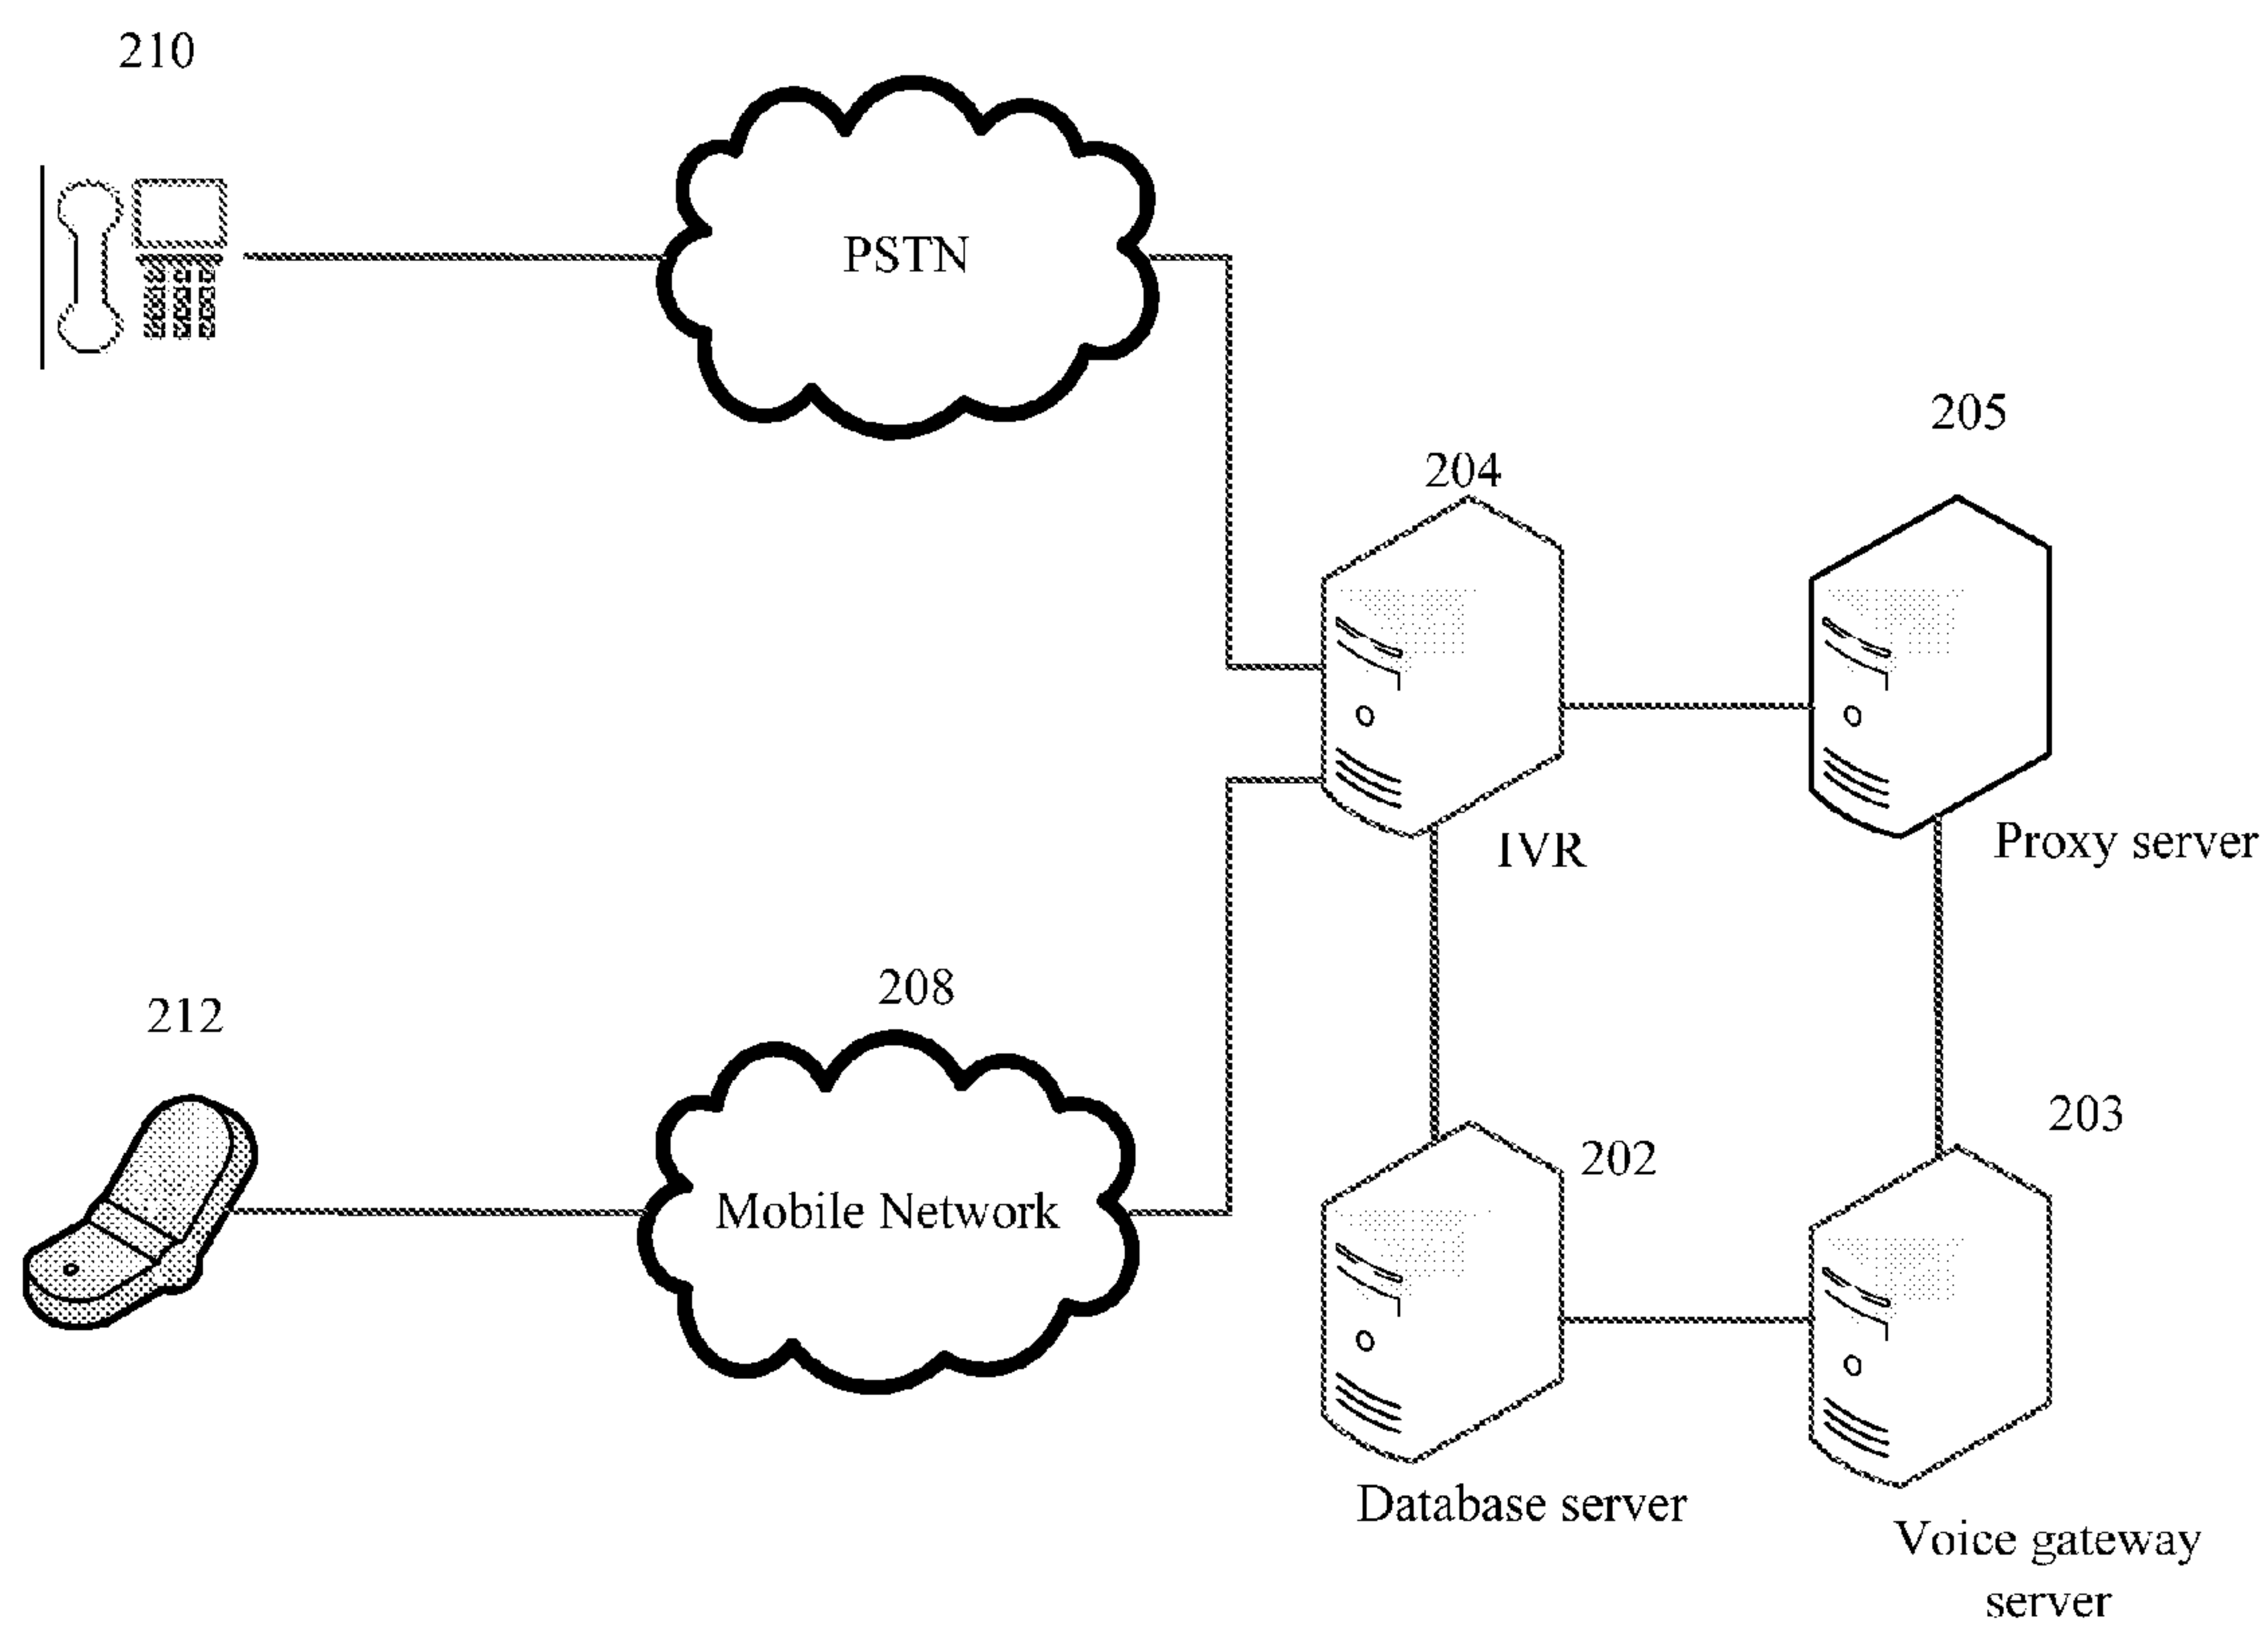 210
PSTN
205
204
IVR
Proxy server
208
212
Mobile Network
203
202
Database server
Voice gateway
server